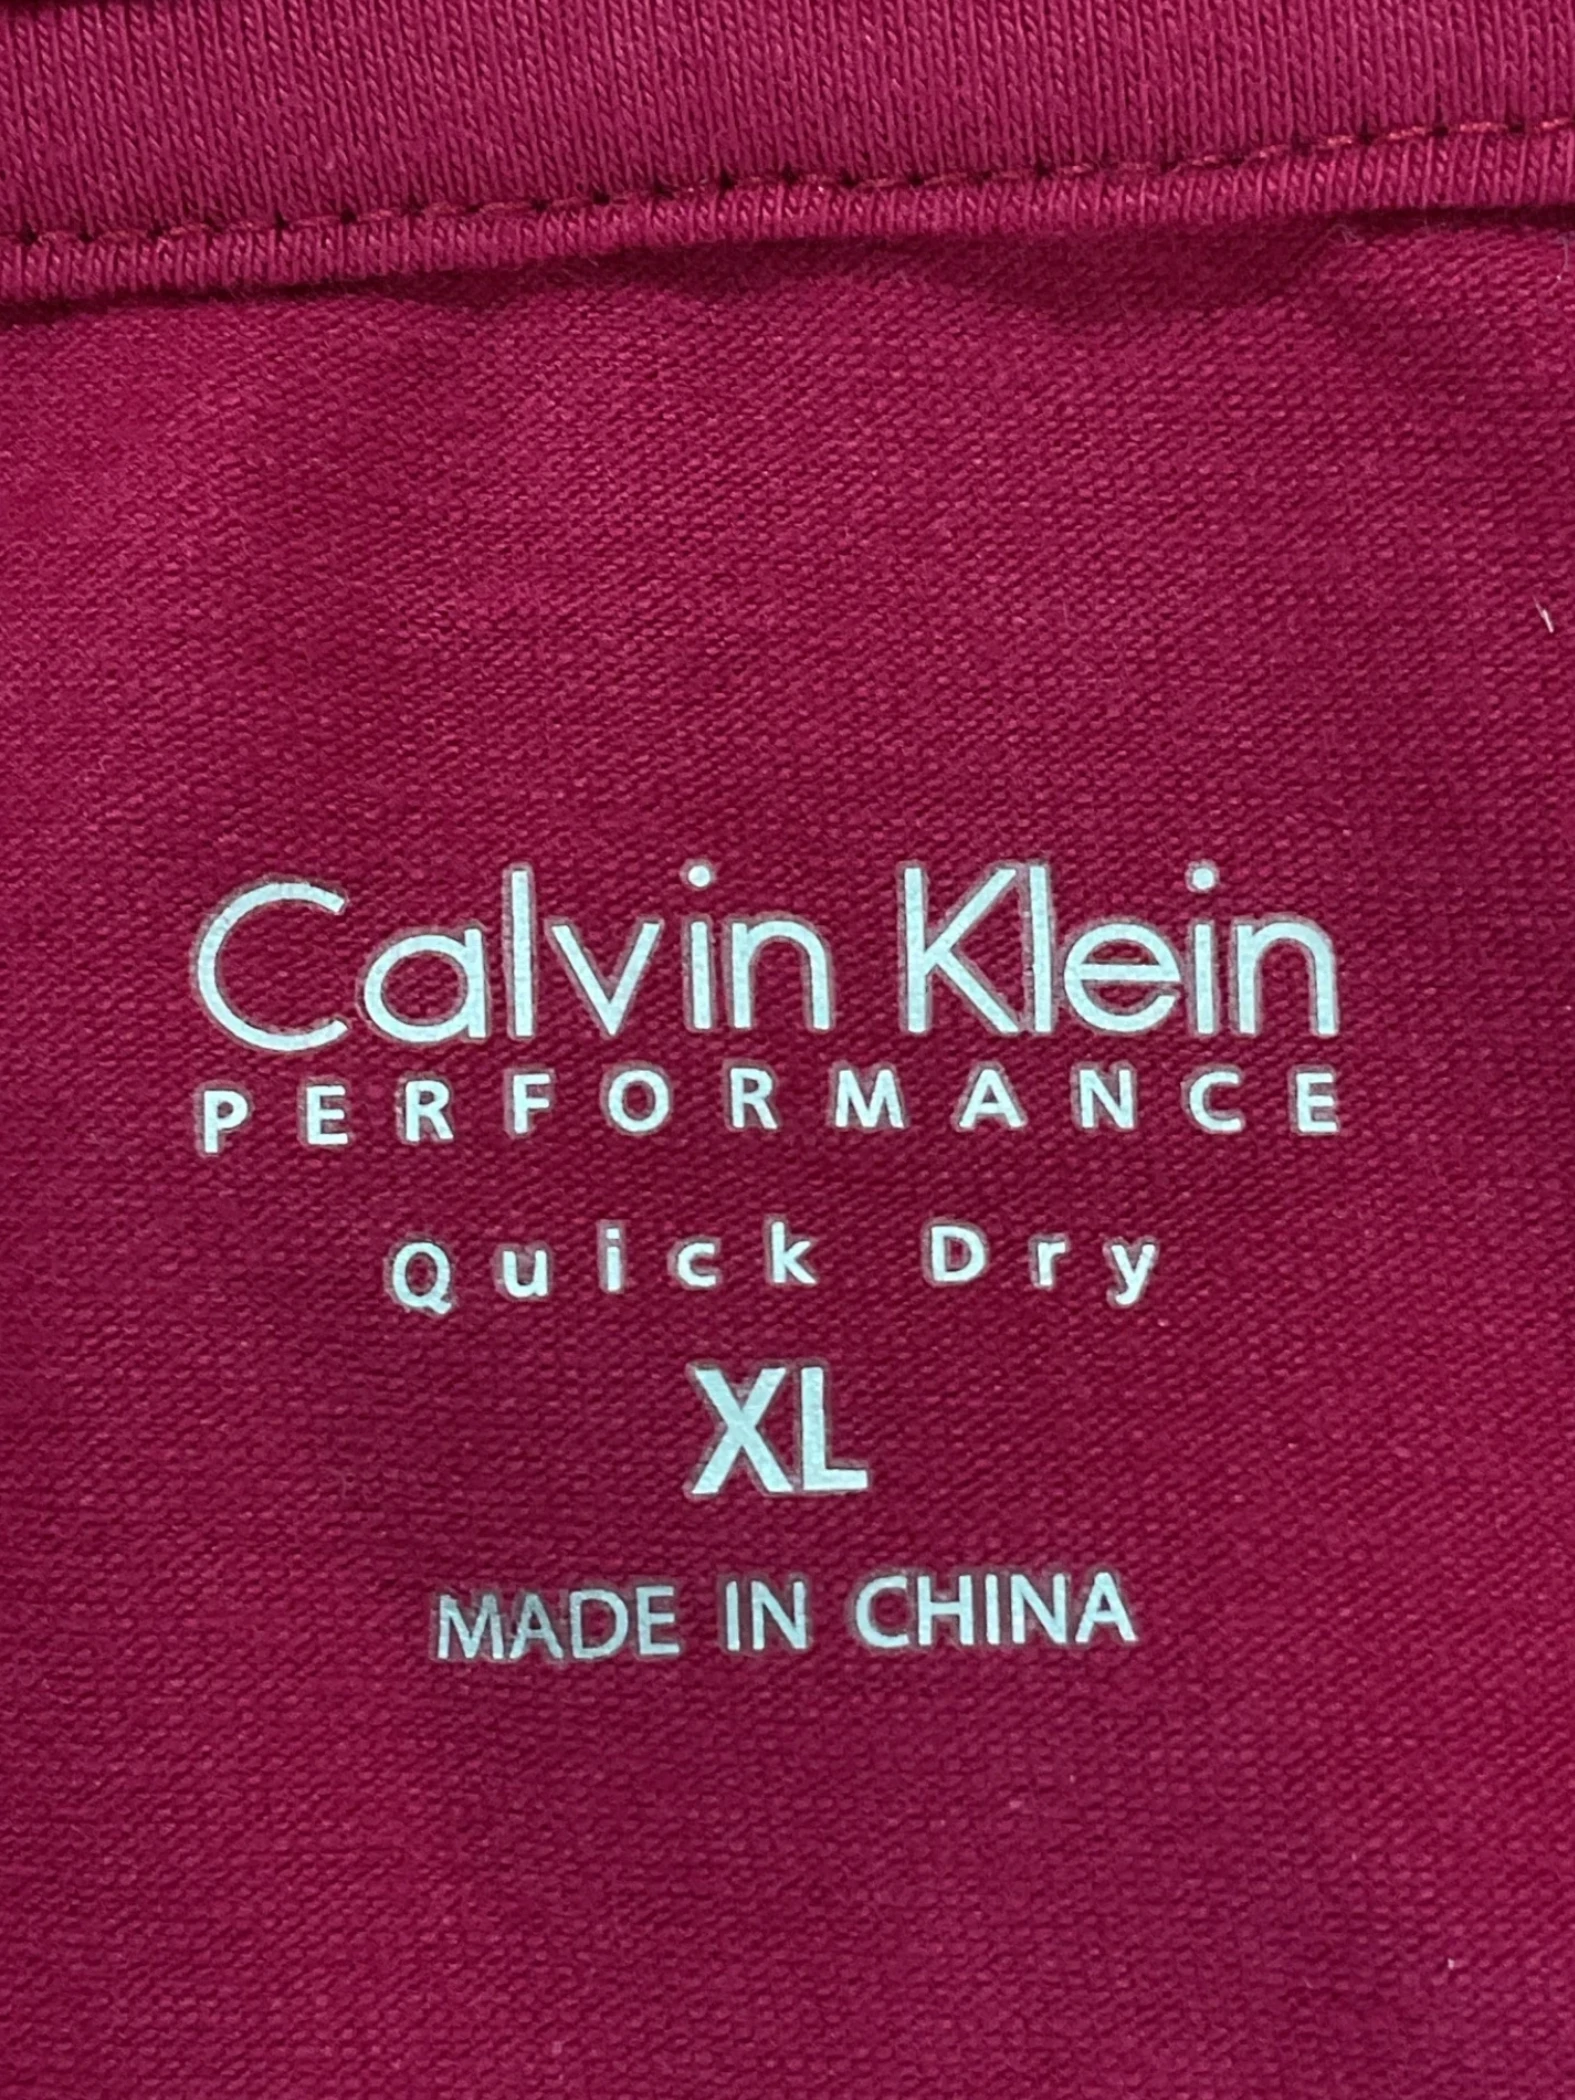 Calvin Klein
PERFORMANCE
Quick Dry
XL
MADE IN CHINA